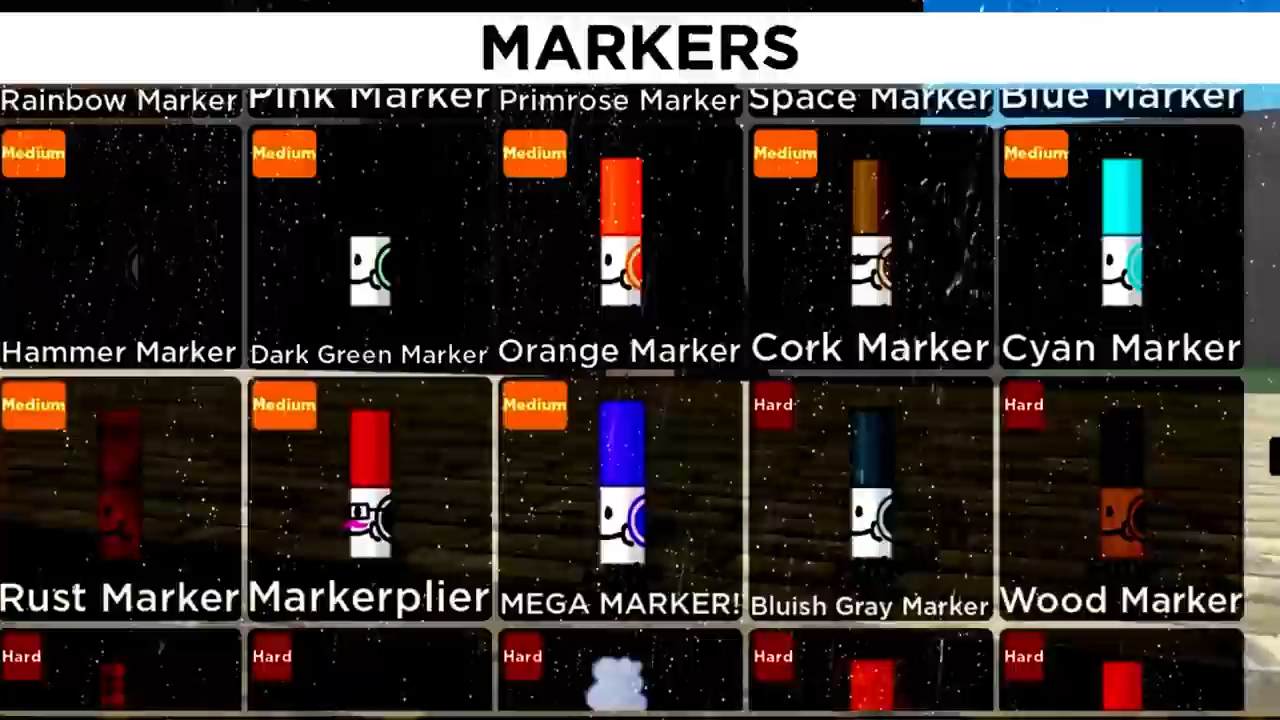 MARKERS
Rainbow Marker Pink Marker Primrose Marker Space Marker Blue Marker
Medium Medium Medium Medium Medium
Hammer Marker Dark Green Marker Orange Marker Cork Marker Cyan Marker
Medium Medium Medium Hard Hard
Rust Marker Markerplier MEGA MARKER! Bluish Gray Marker Wood Marker
Hard Hard Hard Hard Hard